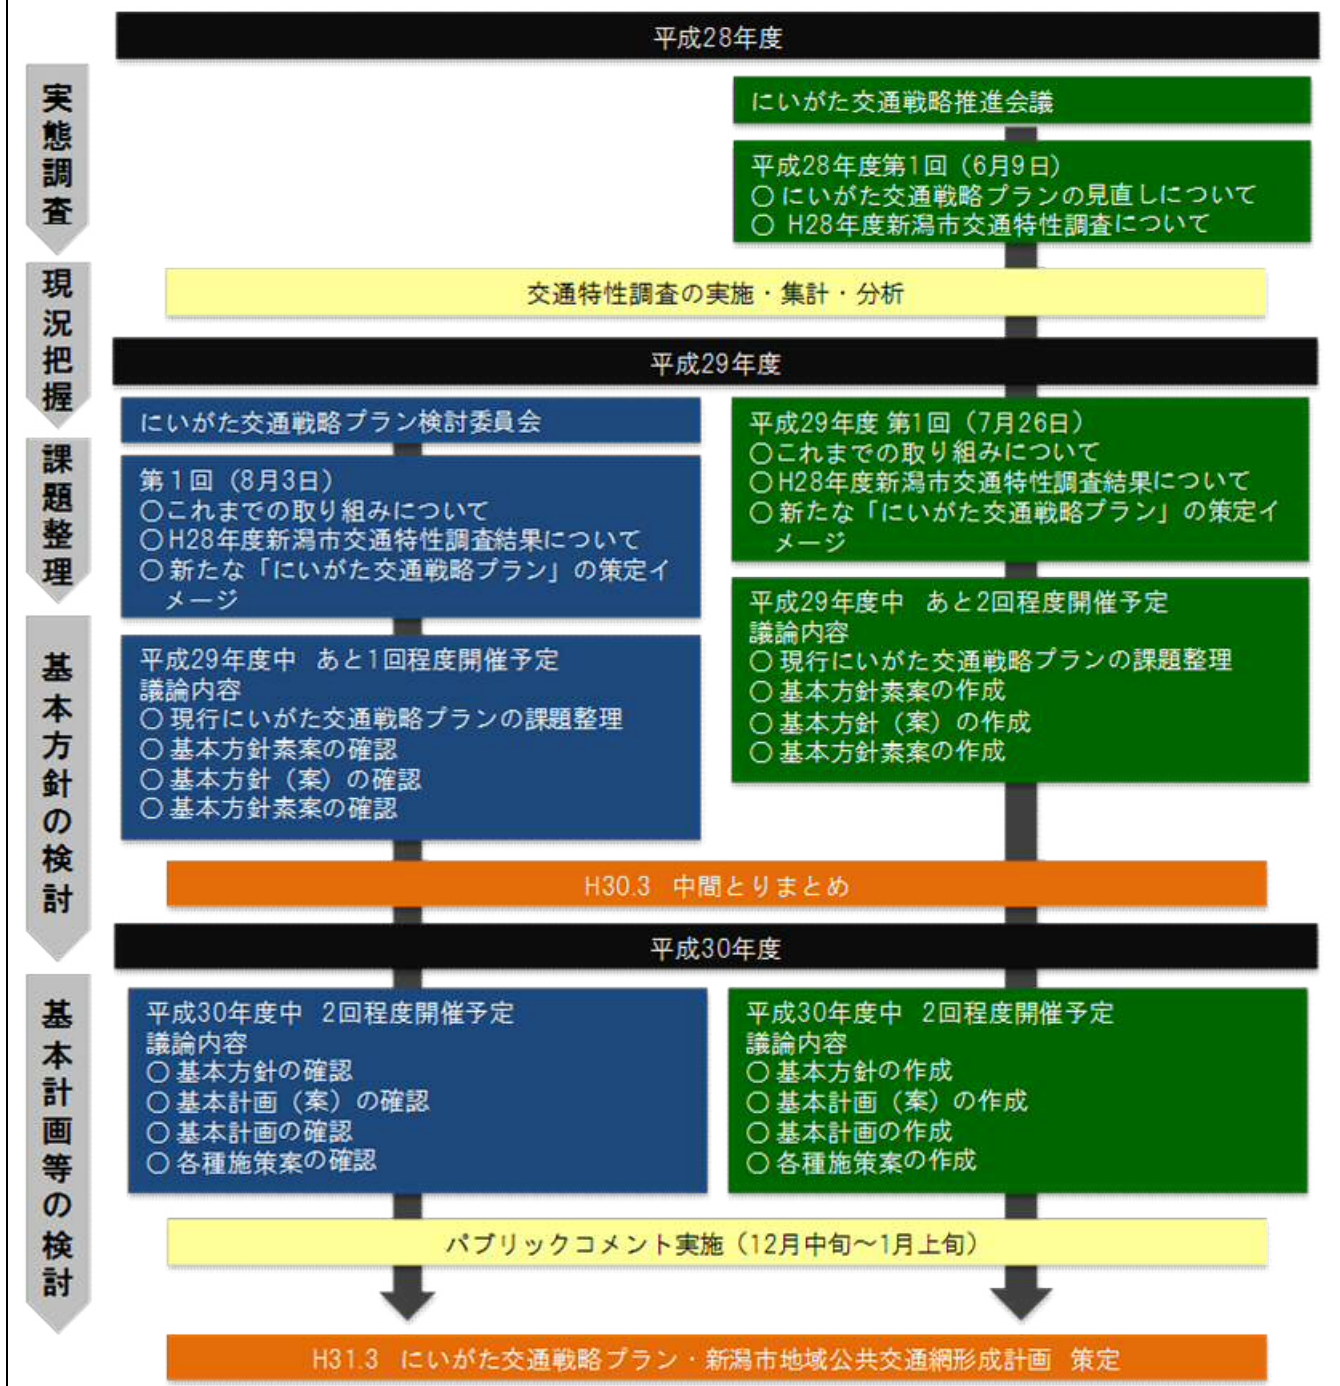 平成28年度
実態調査
にいがた交通戦略推進会議
平成28年度第1回（6月9日）
○にいがた交通戦略プランの見直しについて
○ H28年度新潟市交通特性調査について
現況把握
交通特性調査の実施・集計・分析
平成29年度
にいがた交通戦略プラン検討委員会
第1回（8月3日）
○これまでの取り組みについて
○H28年度新潟市交通特性調査結果について
○新たな「にいがた交通戦略プラン」の策定イ
メージ
平成29年度 第1回（7月26日）
○これまでの取り組みについて
○H28年度新潟市交通特性調査結果について
○新たな「にいがた交通戦略プラン」の策定イ
メージ
課題整理
平成29年度中 あと1回程度開催予定
議論内容
○現行にいがた交通戦略プランの課題整理
○基本方針素案の確認
○基本方針（案）の確認
○基本方針素案の確認
平成29年度中 あと2回程度開催予定
議論内容
○現行にいがた交通戦略プランの課題整理
○基本方針素案の作成
○基本方針（案）の作成
○基本方針素案の作成
基本方針の検討
H30.3 中間とりまとめ
平成30年度
平成30年度中 2回程度開催予定
議論内容
○基本方針の確認
○基本計画（案）の確認
○基本計画の確認
○各種施策案の確認
平成30年度中 2回程度開催予定
議論内容
○基本方針の作成
○基本計画（案）の作成
○基本計画の作成
○各種施策案の作成
基本計画等の検討
パブリックコメント実施（12月中旬～1月上旬）
H31.3 にいがた交通戦略プラン・新潟市地域公共交通網形成計画 策定